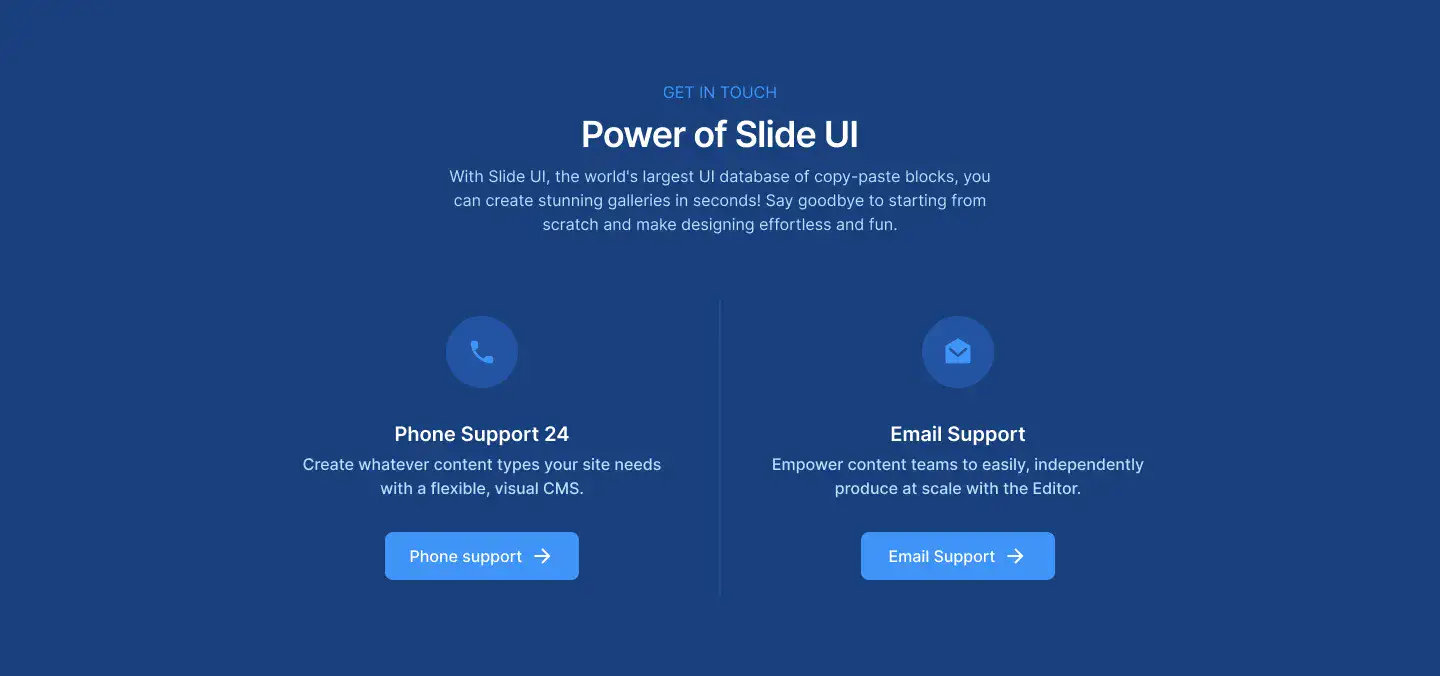 GET IN TOUCH
Power of Slide UI
With Slide UI, the world's largest UI database of copy-paste blocks, you
can create stunning galleries in seconds! Say goodbye to starting from
scratch and make designing effortless and fun.
Phone Support 24
Create whatever content types your site needs
with a flexible, visual CMS.
Phone support
Email Support
Empower content teams to easily, independently
produce at scale with the Editor.
Email Support